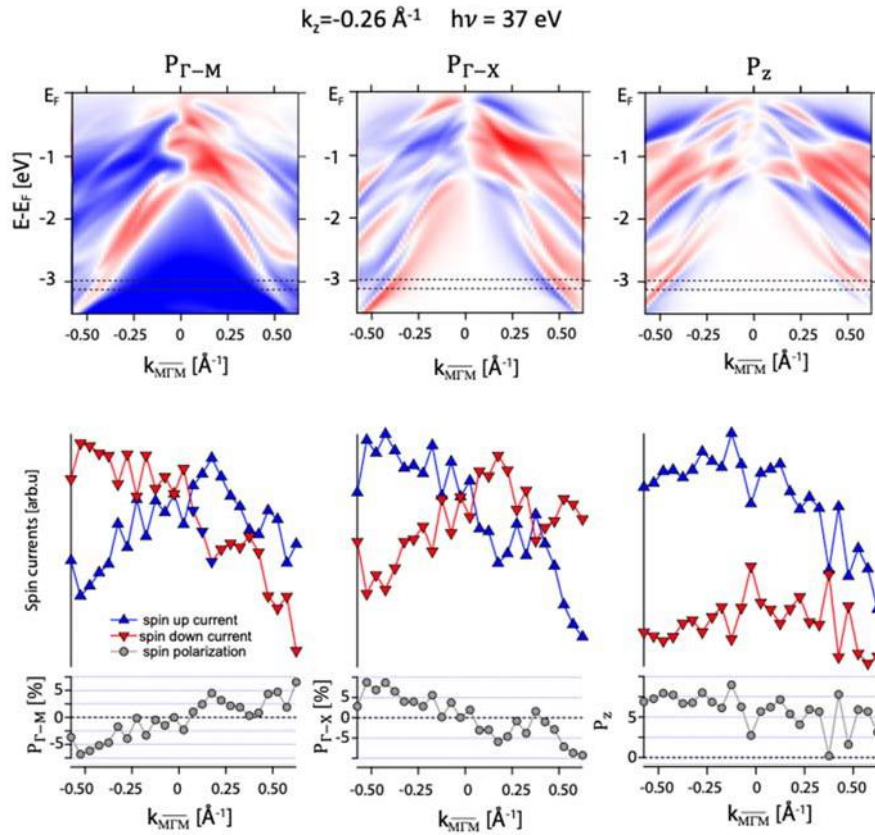 k_z=-0.26 Å⁻¹ hν = 37 eV
P_Γ−M P_Γ−X P_z
E_F E_F E_F
-1 -1 -1
E-E_F [eV]
-2 -2 -2
-3 -3 -3
-0.50 -0.25 0 0.25 0.50 -0.50 -0.25 0 0.25 0.50 -0.50 -0.25 0 0.25 0.50
k_MΓM [Å⁻¹] k_MΓM [Å⁻¹] k_MΓM [Å⁻¹]
Spin currents [arb.u]
spin up current
spin down current
spin polarization
P_Γ−M [%] 5 0 -5
P_Γ−X [%] 5 0 -5
P_z 5 0
-0.50 -0.25 0 0.25 0.50 -0.50 -0.25 0 0.25 0.50 -0.50 -0.25 0 0.25 0.50
k_MΓM [Å⁻¹] k_MΓM [Å⁻¹] k_MΓM [Å⁻¹]